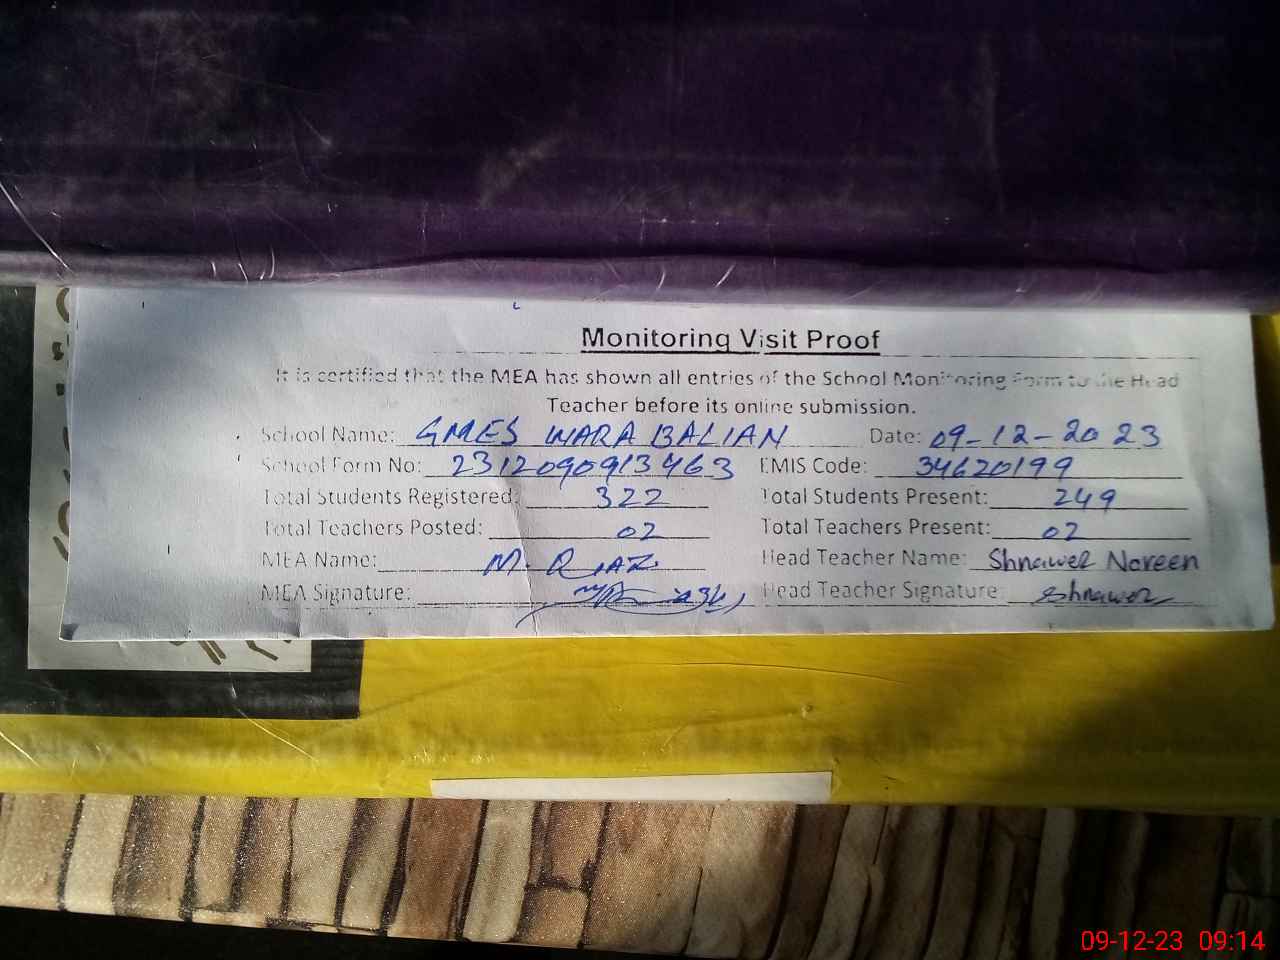 Monitoring Visit Proof
It is certified that the MEA has shown all entries of the School Monitoring Form to the Head
Teacher before its online submission.
School Name: GMES WARA BALIAN Date: 09-12-2023
School Form No: 2312090913463 EMIS Code: 34620199
Total Students Registered: 322 Total Students Present: 249
Total Teachers Posted: 02 Total Teachers Present: 02
MEA Name: M. Riaz Head Teacher Name: Shnawer Noreen
MEA Signature: Head Teacher Signature: Shnawer
09-12-23 09:14